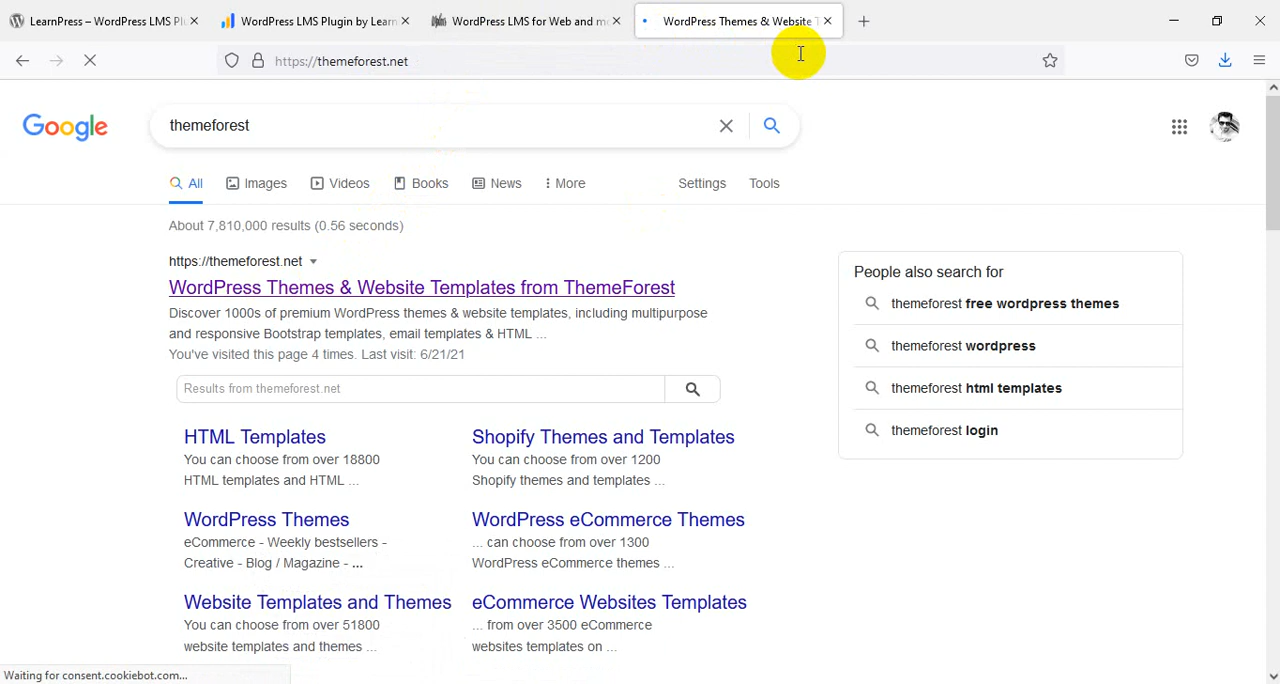 LearnPress – WordPress LMS Pl
WordPress LMS Plugin by Learn
WordPress LMS for Web and mo
WordPress Themes & Website T
https://themeforest.net
Google
themeforest
All
Images
Videos
Books
News
More
Settings
Tools
About 7,810,000 results (0.56 seconds)
https://themeforest.net
WordPress Themes & Website Templates from ThemeForest
Discover 1000s of premium WordPress themes & website templates, including multipurpose
and responsive Bootstrap templates, email templates & HTML ...
You've visited this page 4 times. Last visit: 6/21/21
Results from themeforest.net
HTML Templates
You can choose from over 18800
HTML templates and HTML ...
Shopify Themes and Templates
You can choose from over 1200
Shopify themes and templates ...
WordPress Themes
eCommerce - Weekly bestsellers -
Creative - Blog / Magazine - ...
WordPress eCommerce Themes
... can choose from over 1300
WordPress eCommerce themes ...
Website Templates and Themes
You can choose from over 51800
website templates and themes ...
eCommerce Websites Templates
... from over 3500 eCommerce
websites templates on ...
People also search for
themeforest free wordpress themes
themeforest wordpress
themeforest html templates
themeforest login
Waiting for consent.cookiebot.com...